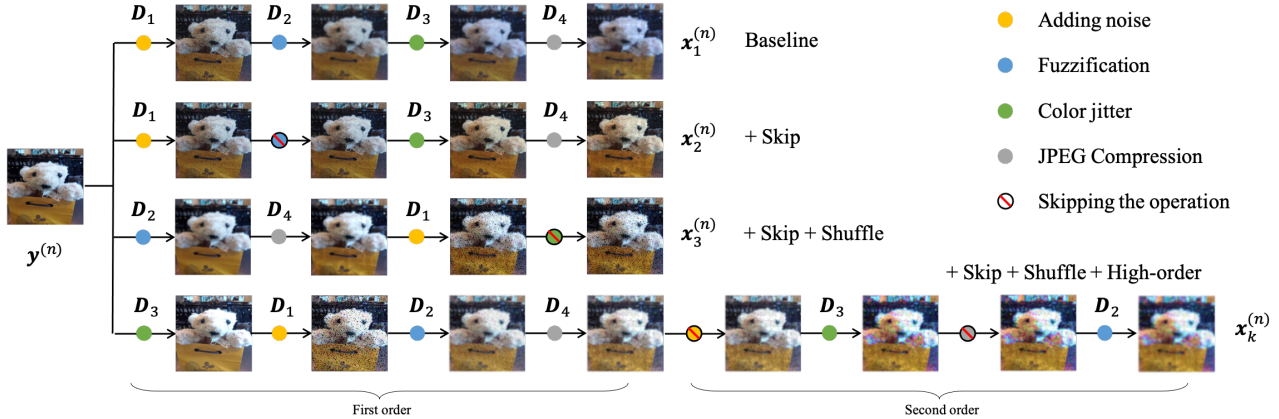 D₁ D₂ D₃ D₄
x₁⁽ⁿ⁾ Baseline
D₁ D₃ D₄
x₂⁽ⁿ⁾ + Skip
y⁽ⁿ⁾
D₂ D₄ D₁
x₃⁽ⁿ⁾ + Skip + Shuffle
+ Skip + Shuffle + High-order
D₃ D₁ D₂ D₄ D₃ D₂
xₖ⁽ⁿ⁾
First order
Second order
Adding noise
Fuzzification
Color jitter
JPEG Compression
Skipping the operation